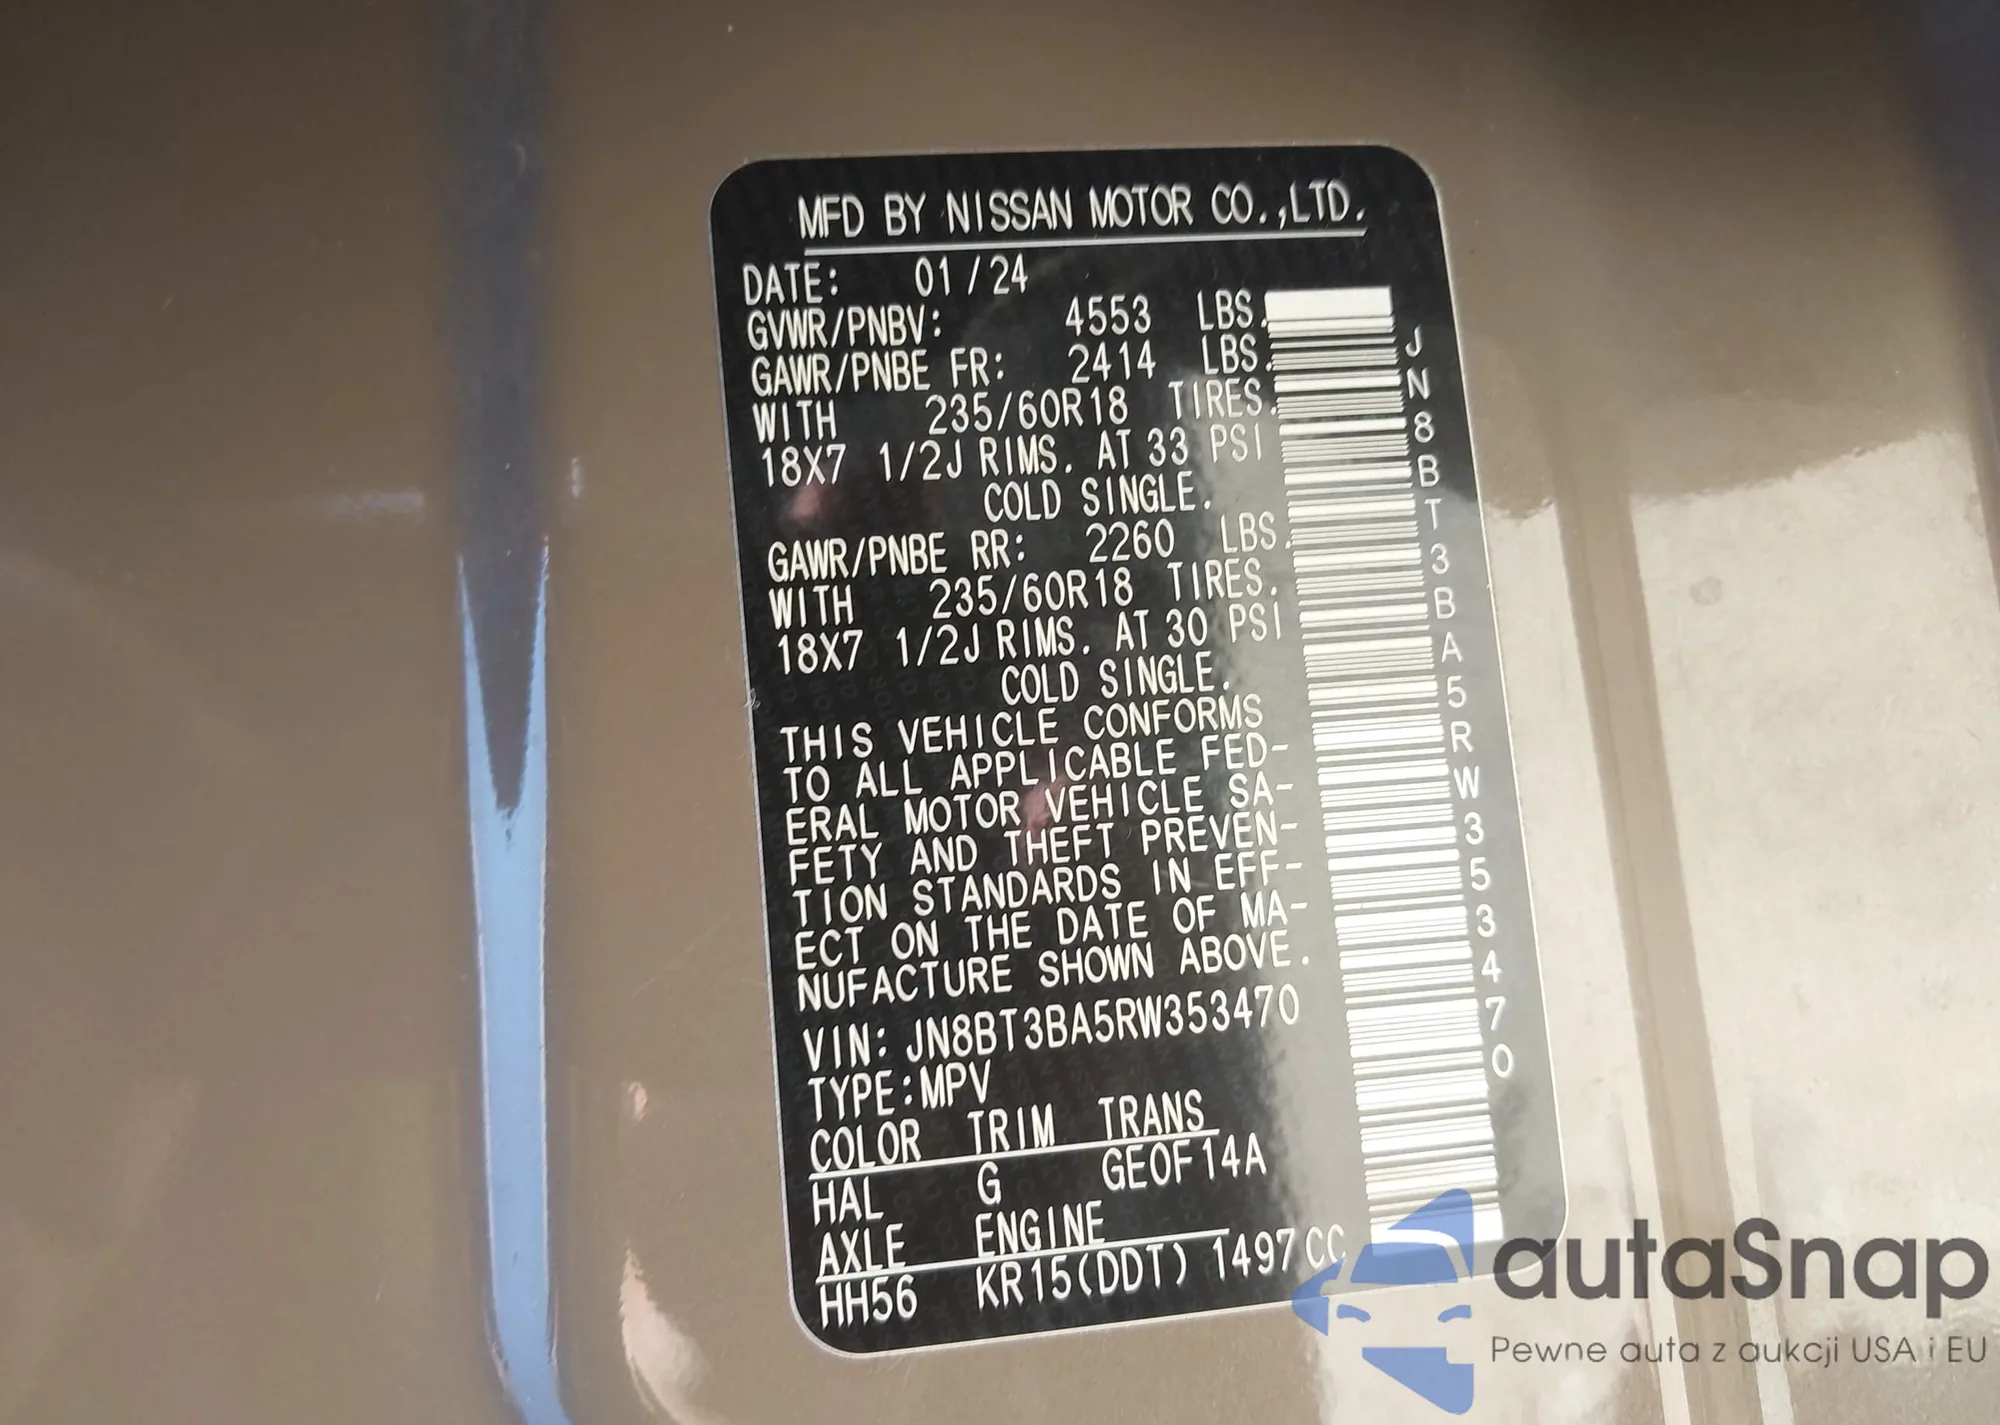 MFD BY NISSAN MOTOR CO.,LTD.
DATE: 01/24
GVWR/PNBV: 4553 LBS.
GAWR/PNBE FR: 2414 LBS.
WITH 235/60R18 TIRES.
18X7 1/2J RIMS. AT 33 PSI
COLD SINGLE.
GAWR/PNBE RR: 2260 LBS.
WITH 235/60R18 TIRES.
18X7 1/2J RIMS. AT 30 PSI
COLD SINGLE.
THIS VEHICLE CONFORMS
TO ALL APPLICABLE FED-
ERAL MOTOR VEHICLE SA-
FETY AND THEFT PREVEN-
TION STANDARDS IN EFF-
ECT ON THE DATE OF MA-
NUFACTURE SHOWN ABOVE.
VIN: JN8BT3BA5RW353470
TYPE:MPV
COLOR TRIM TRANS
HAL G GE0F14A
AXLE ENGINE
HH56 KR15(DDT) 1497CC
JN8BT3BA5RW353470
autaSnap
Pewne auta z aukcji USA i EU